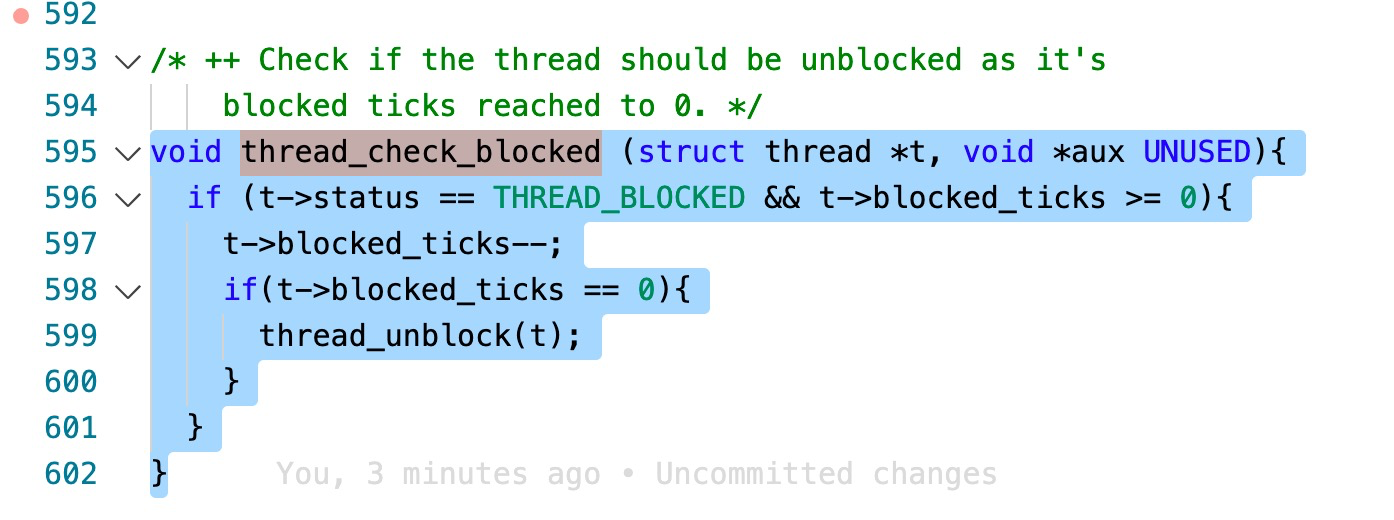 592
593 /* ++ Check if the thread should be unblocked as it's
594 blocked ticks reached to 0. */
595 void thread_check_blocked (struct thread *t, void *aux UNUSED){
596 if (t->status == THREAD_BLOCKED && t->blocked_ticks >= 0){
597 t->blocked_ticks--;
598 if(t->blocked_ticks == 0){
599 thread_unblock(t);
600 }
601 }
602 } You, 3 minutes ago • Uncommitted changes